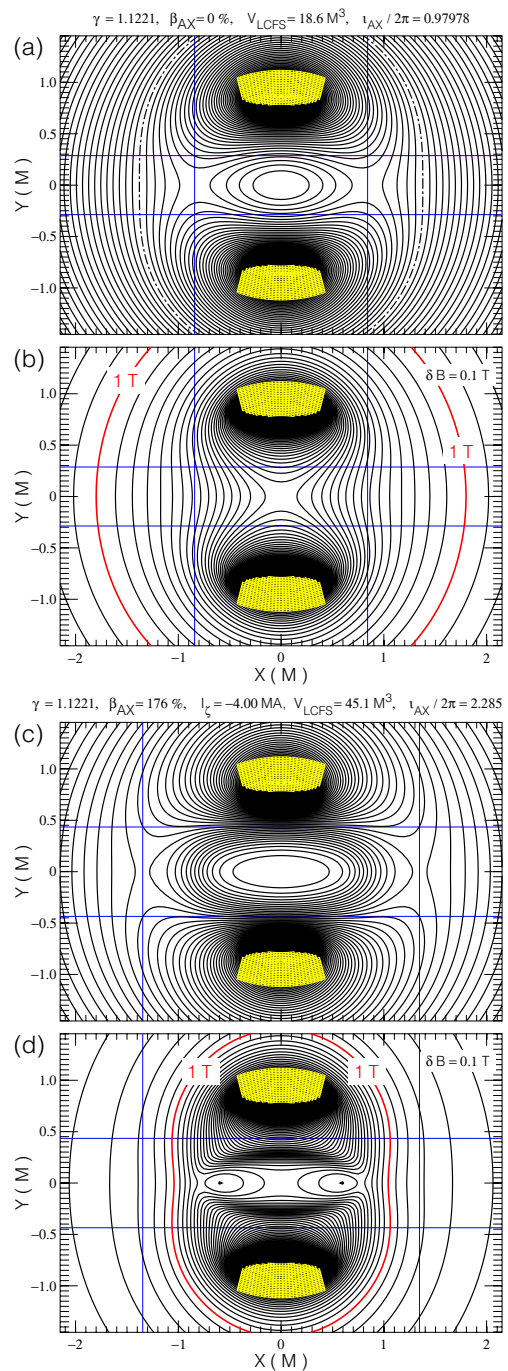 γ = 1.1221, β_AX = 0 %, V_LCFS = 18.6 M³, ι_AX / 2π = 0.97978
(a)
1.0
0.5
0
−0.5
−1.0
Y ( M )
(b)
1 T
δ B = 0.1 T
1 T
1.0
0.5
0
−0.5
−1.0
Y ( M )
−2
−1
0
1
2
X ( M )
γ = 1.1221, β_AX = 176 %, I_ζ = −4.00 MA, V_LCFS = 45.1 M³, ι_AX / 2π = 2.285
(c)
1.0
0.5
0
−0.5
−1.0
Y ( M )
(d)
1 T
1 T
δ B = 0.1 T
1.0
0.5
0
−0.5
−1.0
Y ( M )
−2
−1
0
1
2
X ( M )